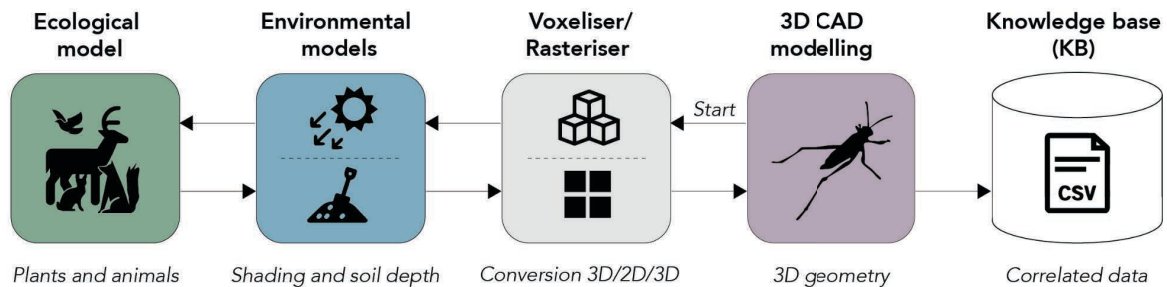 Ecological
model
Environmental
models
Voxeliser/
Rasteriser
3D CAD
modelling
Knowledge base
(KB)
Start
CSV
Plants and animals
Shading and soil depth
Conversion 3D/2D/3D
3D geometry
Correlated data